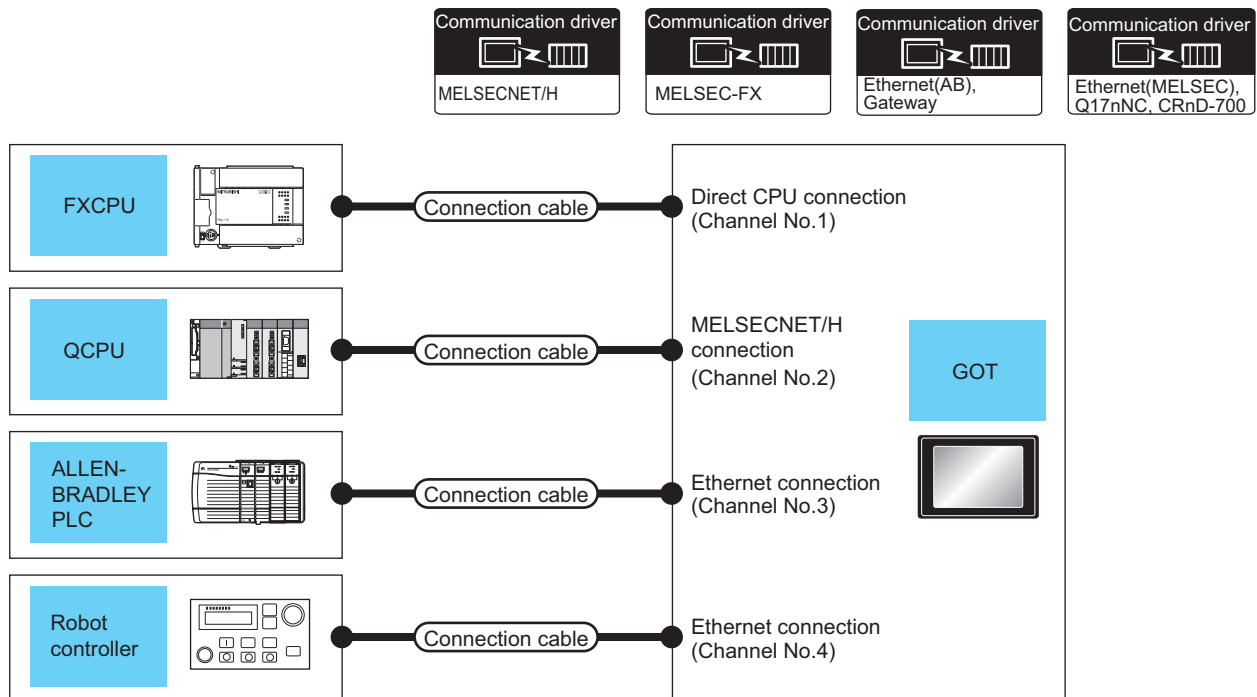 Communication driver
MELSECNET/H
Communication driver
MELSEC-FX
Communication driver
Ethernet(AB),
Gateway
Communication driver
Ethernet(MELSEC),
Q17nNC, CRnD-700
FXCPU
MITSUBISHI
Connection cable
Direct CPU connection
(Channel No.1)
QCPU
Connection cable
MELSECNET/H
connection
(Channel No.2)
GOT
ALLEN-
BRADLEY
PLC
Connection cable
Ethernet connection
(Channel No.3)
Robot
controller
Connection cable
Ethernet connection
(Channel No.4)